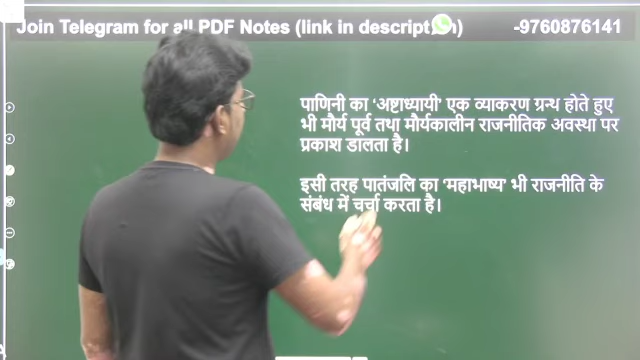 Join Telegram for all PDF Notes (link in description) -9760876141
पाणिनी का ‘अष्टाध्यायी’ एक व्याकरण ग्रन्थ होते हुए
भी मौर्य पूर्व तथा मौर्यकालीन राजनीतिक अवस्था पर
प्रकाश डालता है।
इसी तरह पातंजलि का ‘महाभाष्य’ भी राजनीति के
संबंध में चर्चा करता है।